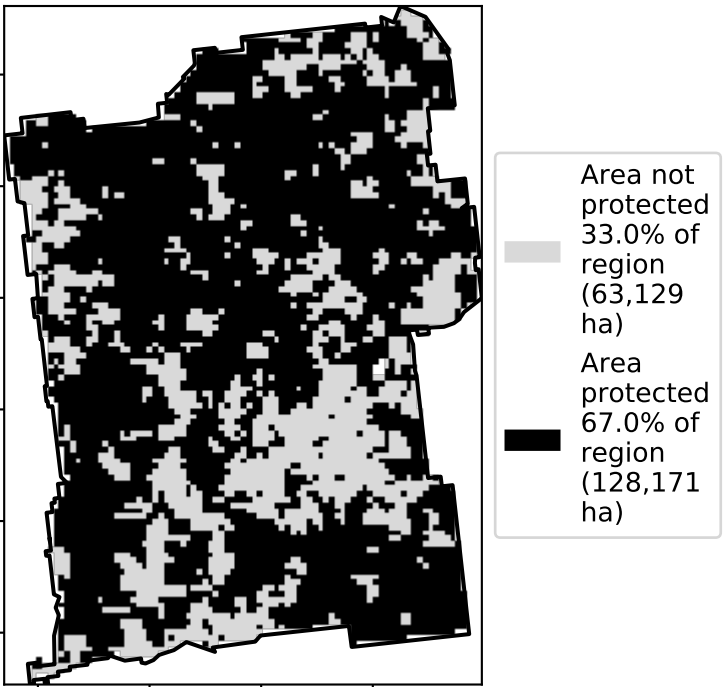 Area not
protected
33.0% of
region
(63,129
ha)
Area
protected
67.0% of
region
(128,171
ha)